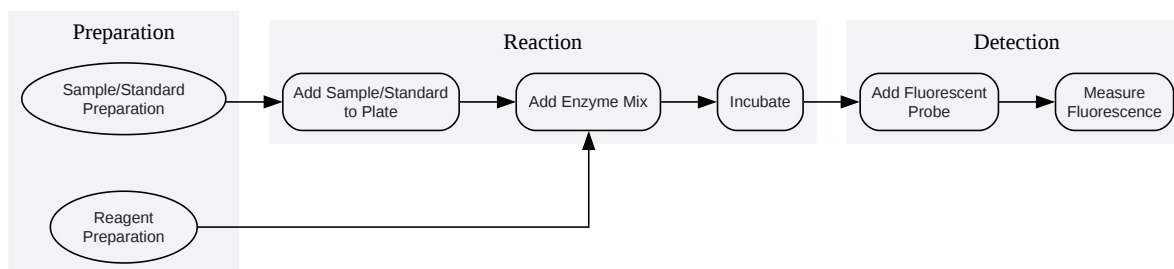 Preparation
Sample/Standard
Preparation
Reagent
Preparation
Reaction
Add Sample/Standard
to Plate
Add Enzyme Mix
Incubate
Detection
Add Fluorescent
Probe
Measure
Fluorescence